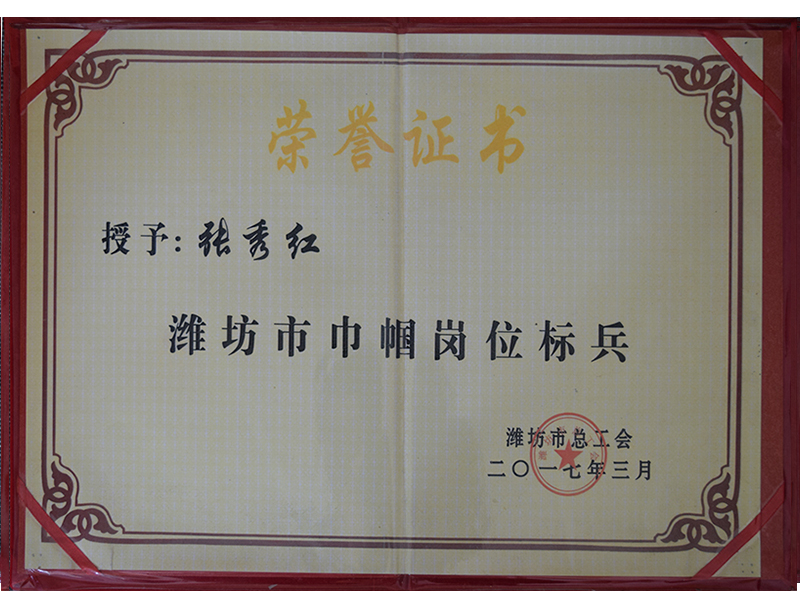 荣誉证书
授予：张秀红
潍坊市巾帼岗位标兵
潍坊市总工会
二〇一七年三月